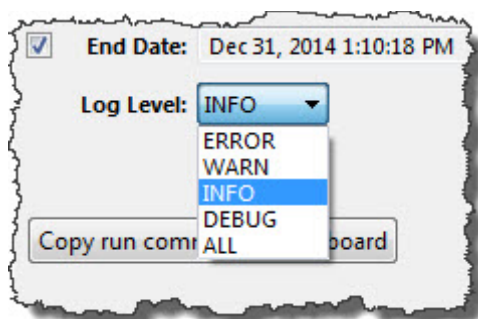 End Date: Dec 31, 2014 1:10:18 PM
Log Level: INFO
ERROR
WARN
INFO
DEBUG
ALL
Copy run board